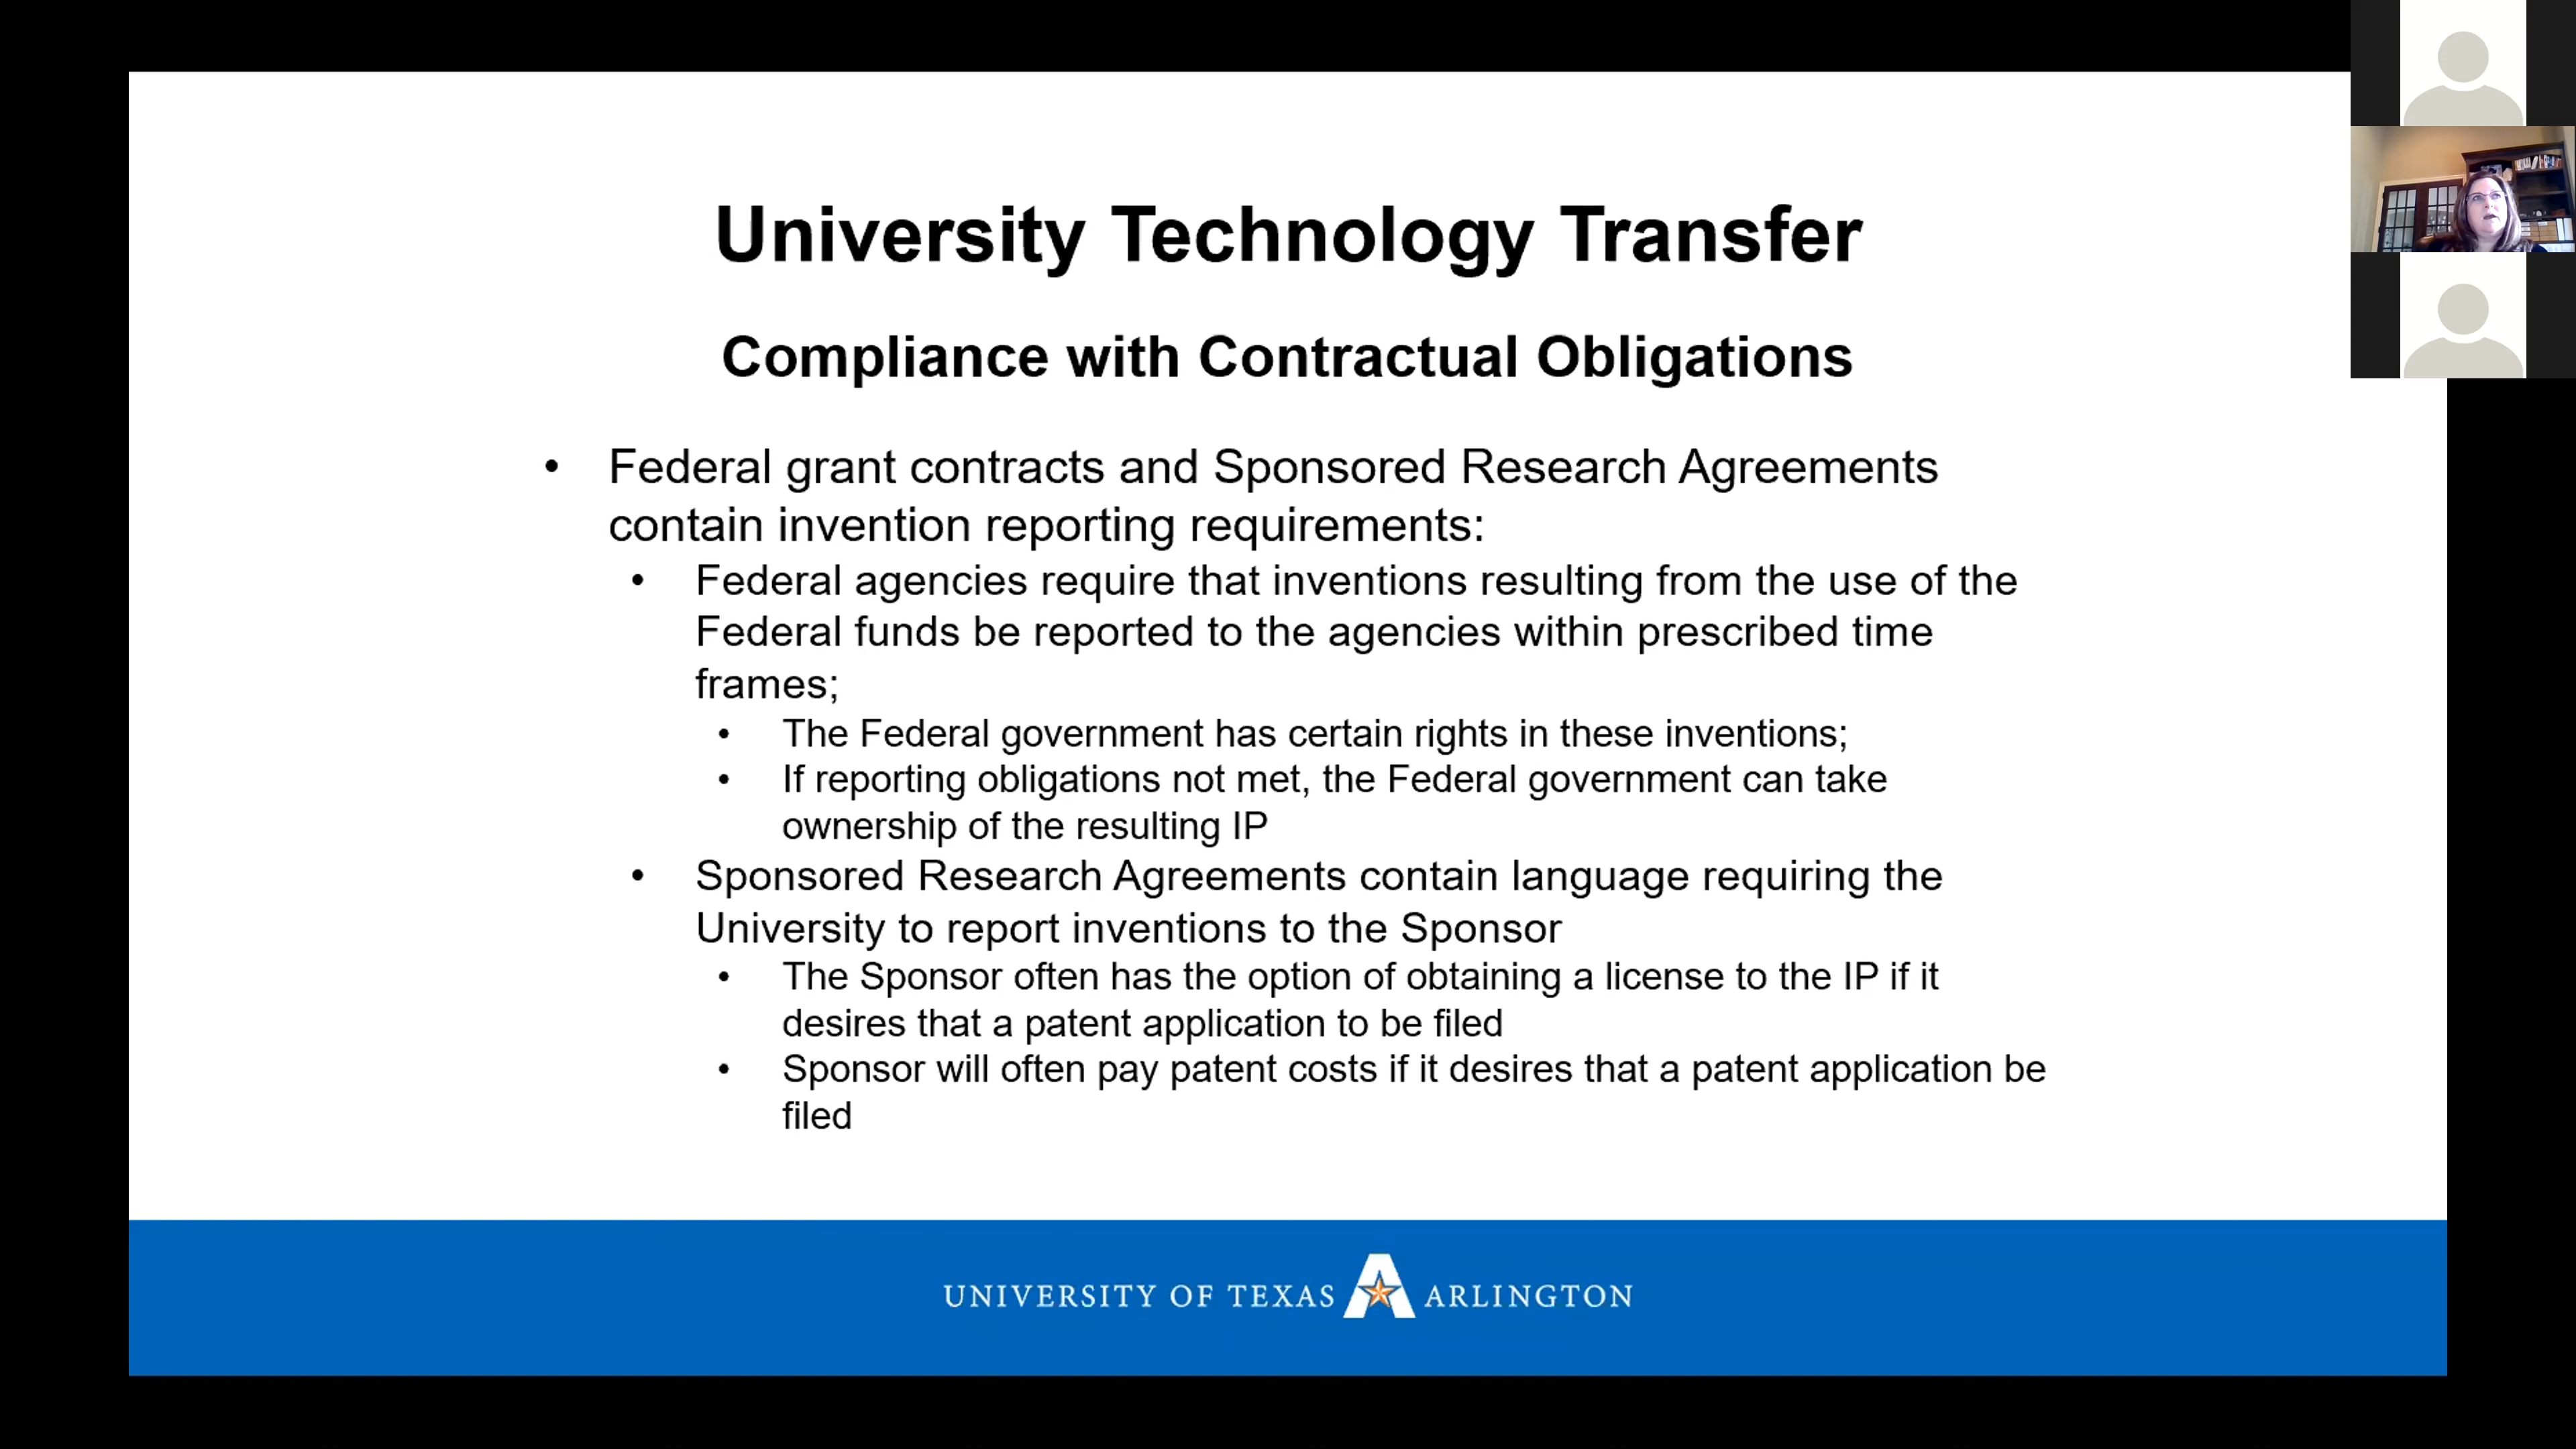 University Technology Transfer
Compliance with Contractual Obligations
• Federal grant contracts and Sponsored Research Agreements
contain invention reporting requirements:
• Federal agencies require that inventions resulting from the use of the
Federal funds be reported to the agencies within prescribed time
frames;
• The Federal government has certain rights in these inventions;
• If reporting obligations not met, the Federal government can take
ownership of the resulting IP
• Sponsored Research Agreements contain language requiring the
University to report inventions to the Sponsor
• The Sponsor often has the option of obtaining a license to the IP if it
desires that a patent application to be filed
• Sponsor will often pay patent costs if it desires that a patent application be
filed
UNIVERSITY OF TEXAS A ARLINGTON